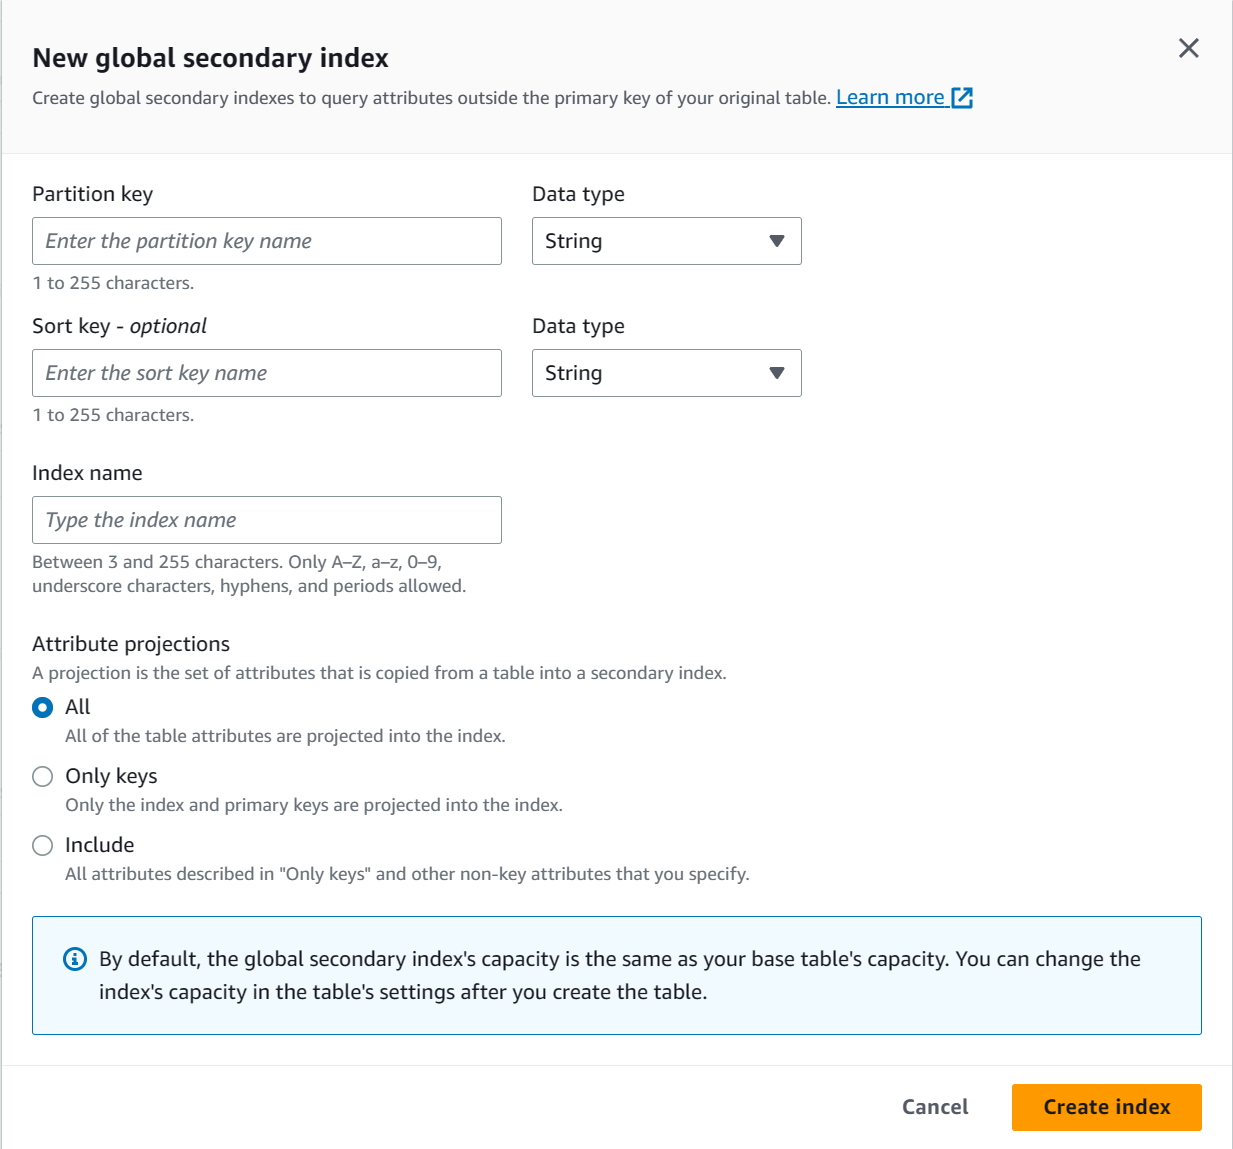 New global secondary index
Create global secondary indexes to query attributes outside the primary key of your original table. Learn more
Partition key
Data type
Enter the partition key name
String
1 to 255 characters.
Sort key - optional
Data type
Enter the sort key name
String
1 to 255 characters.
Index name
Type the index name
Between 3 and 255 characters. Only A–Z, a–z, 0–9,
underscore characters, hyphens, and periods allowed.
Attribute projections
A projection is the set of attributes that is copied from a table into a secondary index.
All
All of the table attributes are projected into the index.
Only keys
Only the index and primary keys are projected into the index.
Include
All attributes described in "Only keys" and other non-key attributes that you specify.
By default, the global secondary index's capacity is the same as your base table's capacity. You can change the
index's capacity in the table's settings after you create the table.
Cancel
Create index